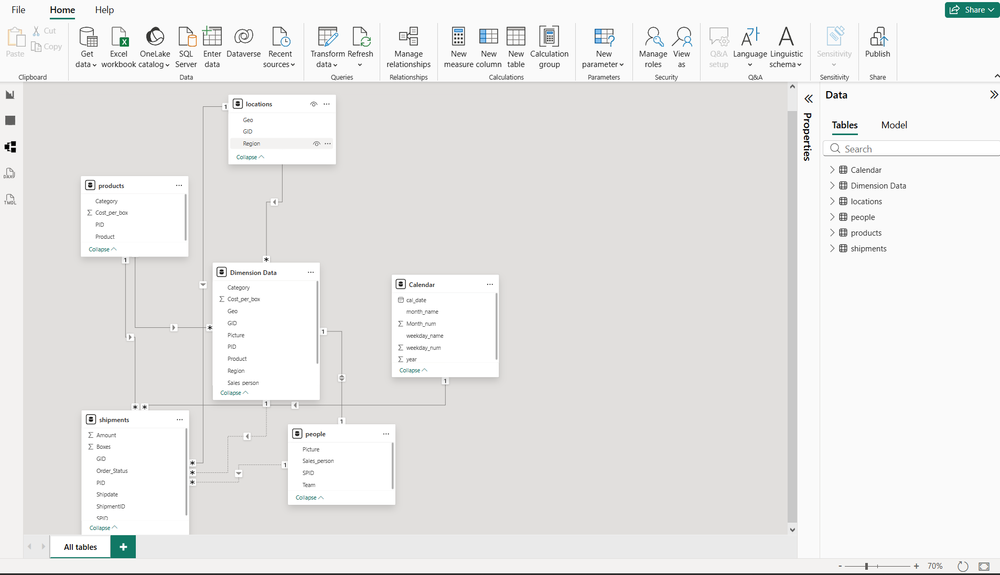 File
Home
Help
Share
Paste
Cut
Copy
Clipboard
Get data
Excel workbook
OneLake catalog
SQL Server
Enter data
Dataverse
Recent sources
Data
Transform data
Refresh
Queries
Manage relationships
Relationships
New measure
New column
New table
Calculation group
Calculations
New parameter
Parameters
Manage roles
View as
Security
Q&A setup
Language
Linguistic schema
Q&A
Sensitivity
Sensitivity
Publish
Share
DAX
TMDL
1
locations
Geo
GID
Region
Collapse
products
Category
Σ Cost_per_box
PID
Product
Collapse
1
*
Dimension Data
Category
Σ Cost_per_box
Geo
GID
Picture
PID
Product
Region
Sales_person
Collapse
*
1
1
Calendar
cal_date
month_name
Σ Month_num
weekday_name
Σ weekday_num
Σ year
Collapse
1
* *
shipments
Σ Amount
Σ Boxes
GID
Order_Status
PID
Shipdate
ShipmentID
SPID
Collapse
*
*
*
1
1
people
Picture
Sales_person
SPID
Team
Collapse
All tables
+
Properties
Data
Tables
Model
Search
Calendar
Dimension Data
locations
people
products
shipments
- + 70%